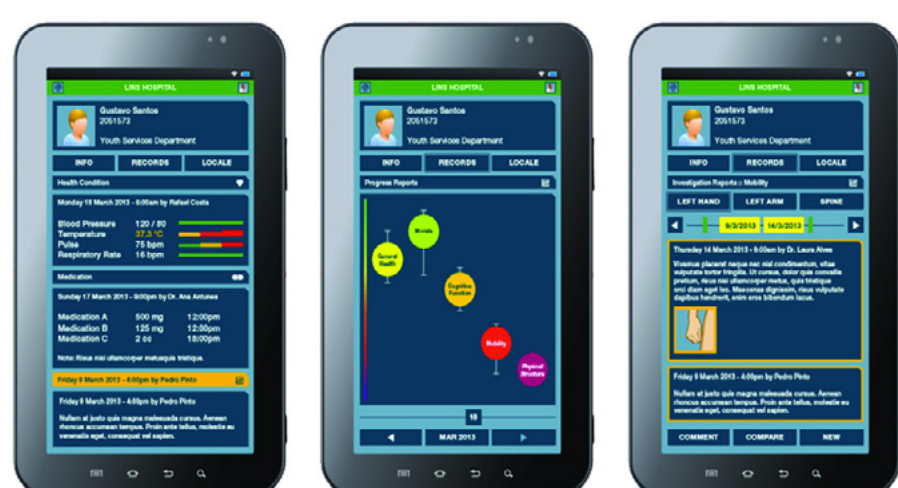 LINS HOSPITAL
Gustavo Santos
2051573
Youth Services Department
INFO RECORDS LOCALE
Health Condition
Monday 18 March 2013 - 6:00am by Rafael Costa
Blood Pressure 120 / 80
Temperature 37.3 °C
Pulse 75 bpm
Respiratory Rate 16 bpm
Medication
Sunday 17 March 2013 - 9:00pm by Dr. Ana Antunes
Medication A 500 mg 12:00pm
Medication B 125 mg 12:00pm
Medication C 2 cc 18:00pm
Note: Risus nisl ullamcorper metusquis tristique.
Friday 9 March 2013 - 4:00pm by Pedro Pinto
Friday 9 March 2013 - 4:00pm by Pedro Pinto
Nullam at justo quis magna malesuada cursus. Aenean
rhoncus accumsan tempus. Proin ante tellus, molestie eu
venenatis eget, consequat vel sapien.
LINS HOSPITAL
Gustavo Santos
2051573
Youth Services Department
INFO RECORDS LOCALE
Progress Reports
Morale
General
Health
Cognitive
Function
Mobility
Physical
Structure
18
MAR 2013
LINS HOSPITAL
Gustavo Santos
2051573
Youth Services Department
INFO RECORDS LOCALE
Investigation Reports :: Mobility
LEFT HAND LEFT ARM SPINE
9/3/2013 14/3/2013
Thursday 14 March 2013 - 9:00am by Dr. Laura Alves
Vivamus placerat neque nec nisl condimentum, vitae
vulputate tortor fringilla. Ut cursus, dolor quis convallis
pretium, risus nisl ullamcorper metus, quis tristique
orci diam eget leo. Maecenas dignissim, risus vulputate
dapibus hendrerit, enim eros bibendum lacus.
Friday 9 March 2013 - 4:00pm by Pedro Pinto
Nullam at justo quis magna malesuada cursus. Aenean
rhoncus accumsan tempus. Proin ante tellus, molestie eu
venenatis eget, consequat vel sapien.
COMMENT COMPARE NEW